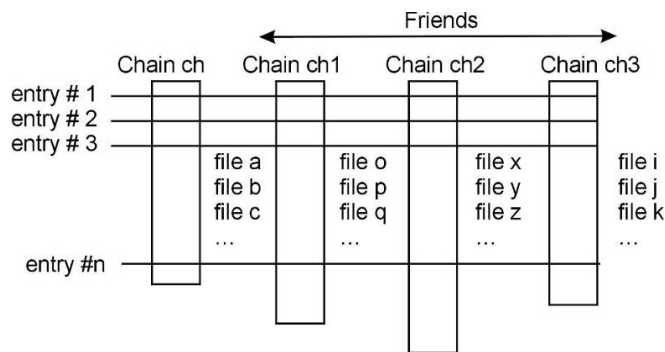 Friends
Chain ch Chain ch1 Chain ch2 Chain ch3
entry # 1
entry # 2
entry # 3
file a file o file x file i
file b file p file y file j
file c file q file z file k
... ... ... ...
entry #n